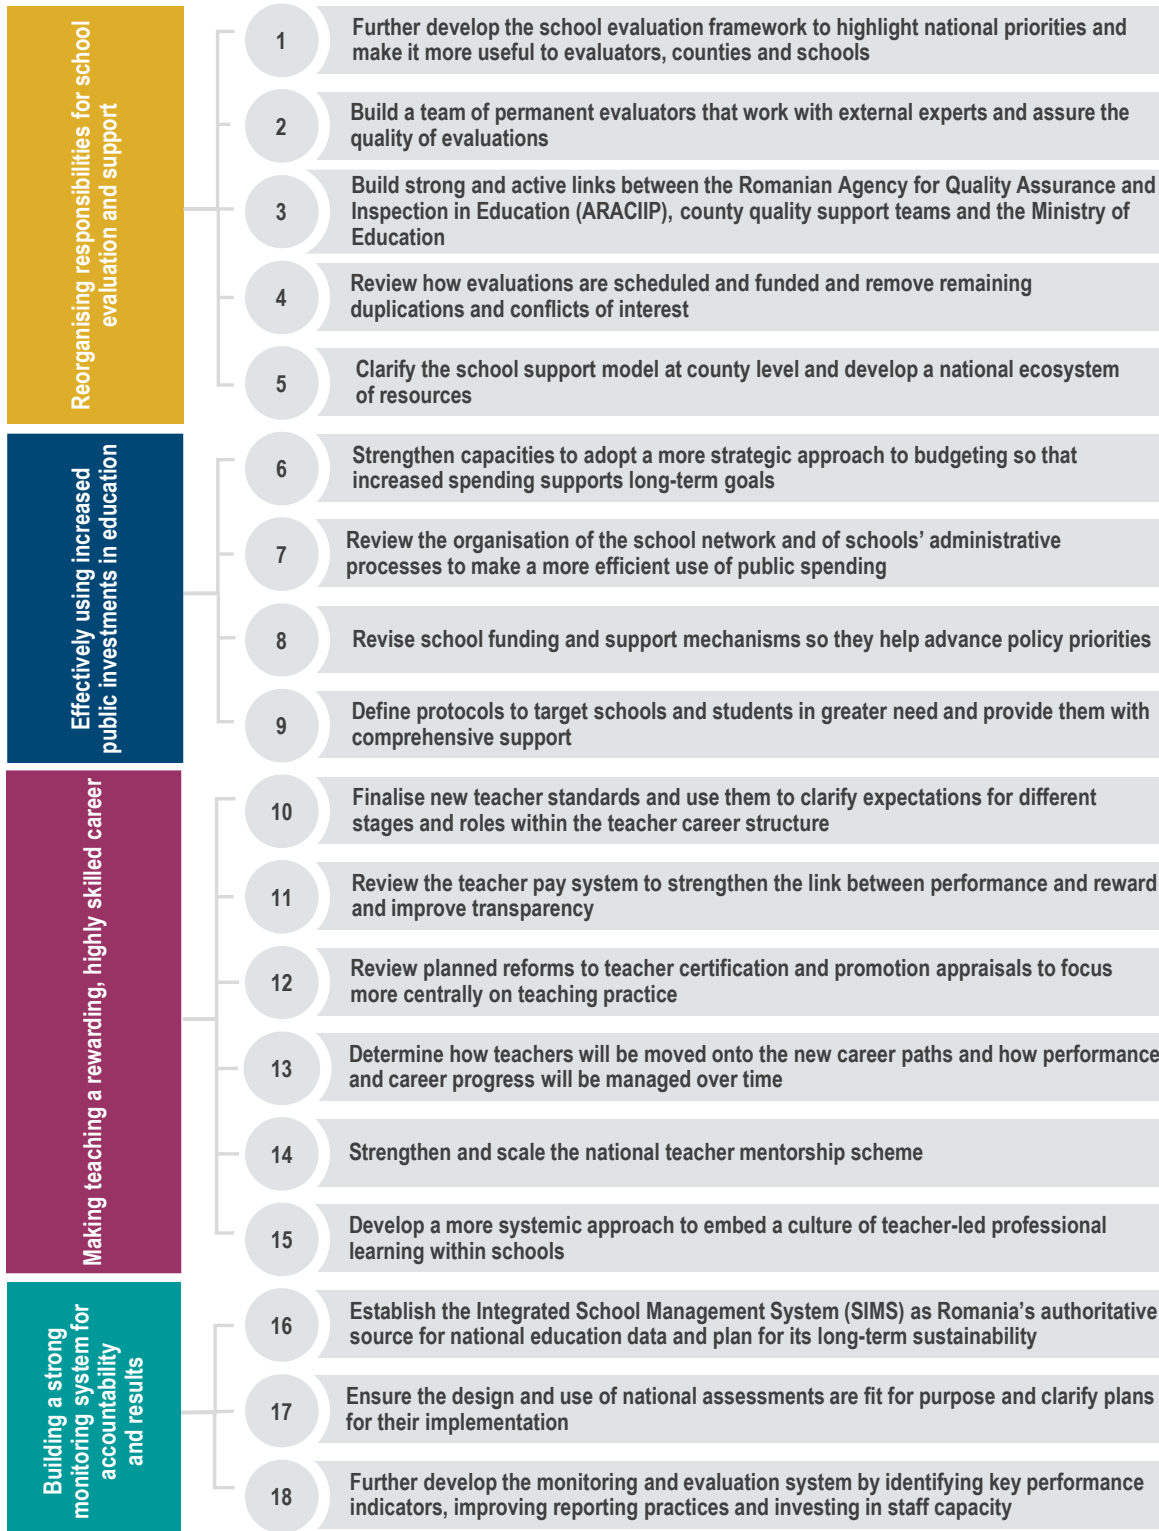 Reorganising responsibilities for school
evaluation and support
1
Further develop the school evaluation framework to highlight national priorities and
make it more useful to evaluators, counties and schools
2
Build a team of permanent evaluators that work with external experts and assure the
quality of evaluations
3
Build strong and active links between the Romanian Agency for Quality Assurance and
Inspection in Education (ARACIIP), county quality support teams and the Ministry of
Education
4
Review how evaluations are scheduled and funded and remove remaining
duplications and conflicts of interest
5
Clarify the school support model at county level and develop a national ecosystem
of resources
Effectively using increased
public investments in education
6
Strengthen capacities to adopt a more strategic approach to budgeting so that
increased spending supports long-term goals
7
Review the organisation of the school network and of schools’ administrative
processes to make a more efficient use of public spending
8
Revise school funding and support mechanisms so they help advance policy priorities
9
Define protocols to target schools and students in greater need and provide them with
comprehensive support
Making teaching a rewarding, highly skilled career
10
Finalise new teacher standards and use them to clarify expectations for different
stages and roles within the teacher career structure
11
Review the teacher pay system to strengthen the link between performance and reward
and improve transparency
12
Review planned reforms to teacher certification and promotion appraisals to focus
more centrally on teaching practice
13
Determine how teachers will be moved onto the new career paths and how performance
and career progress will be managed over time
14
Strengthen and scale the national teacher mentorship scheme
15
Develop a more systemic approach to embed a culture of teacher-led professional
learning within schools
Building a strong
monitoring system for
accountability
and results
16
Establish the Integrated School Management System (SIMS) as Romania’s authoritative
source for national education data and plan for its long-term sustainability
17
Ensure the design and use of national assessments are fit for purpose and clarify plans
for their implementation
18
Further develop the monitoring and evaluation system by identifying key performance
indicators, improving reporting practices and investing in staff capacity